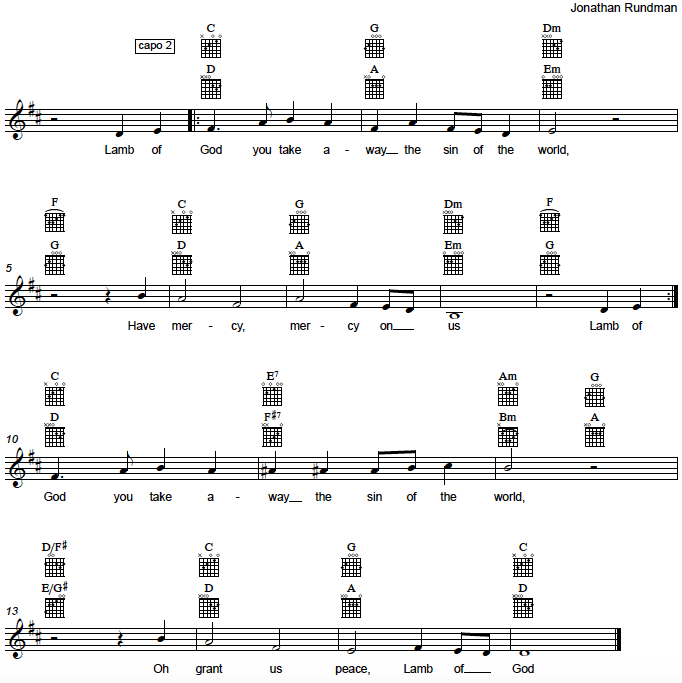 Jonathan Rundman
capo 2
C G Dm
D A Em
Lamb of God you take a - way the sin of the world,
F C G Dm F
G D A Em G
5
Have mer - cy, mer - cy on us Lamb of
C E7 Am G
D F♯7 Bm A
10
God you take a - way the sin of the world,
D/F♯ C G C
E/G♯ D A D
13
Oh grant us peace, Lamb of God